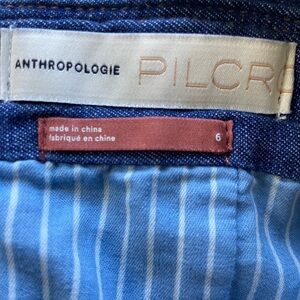 ANTHROPOLOGIE PILCR
made in china
fabriqué en chine
6